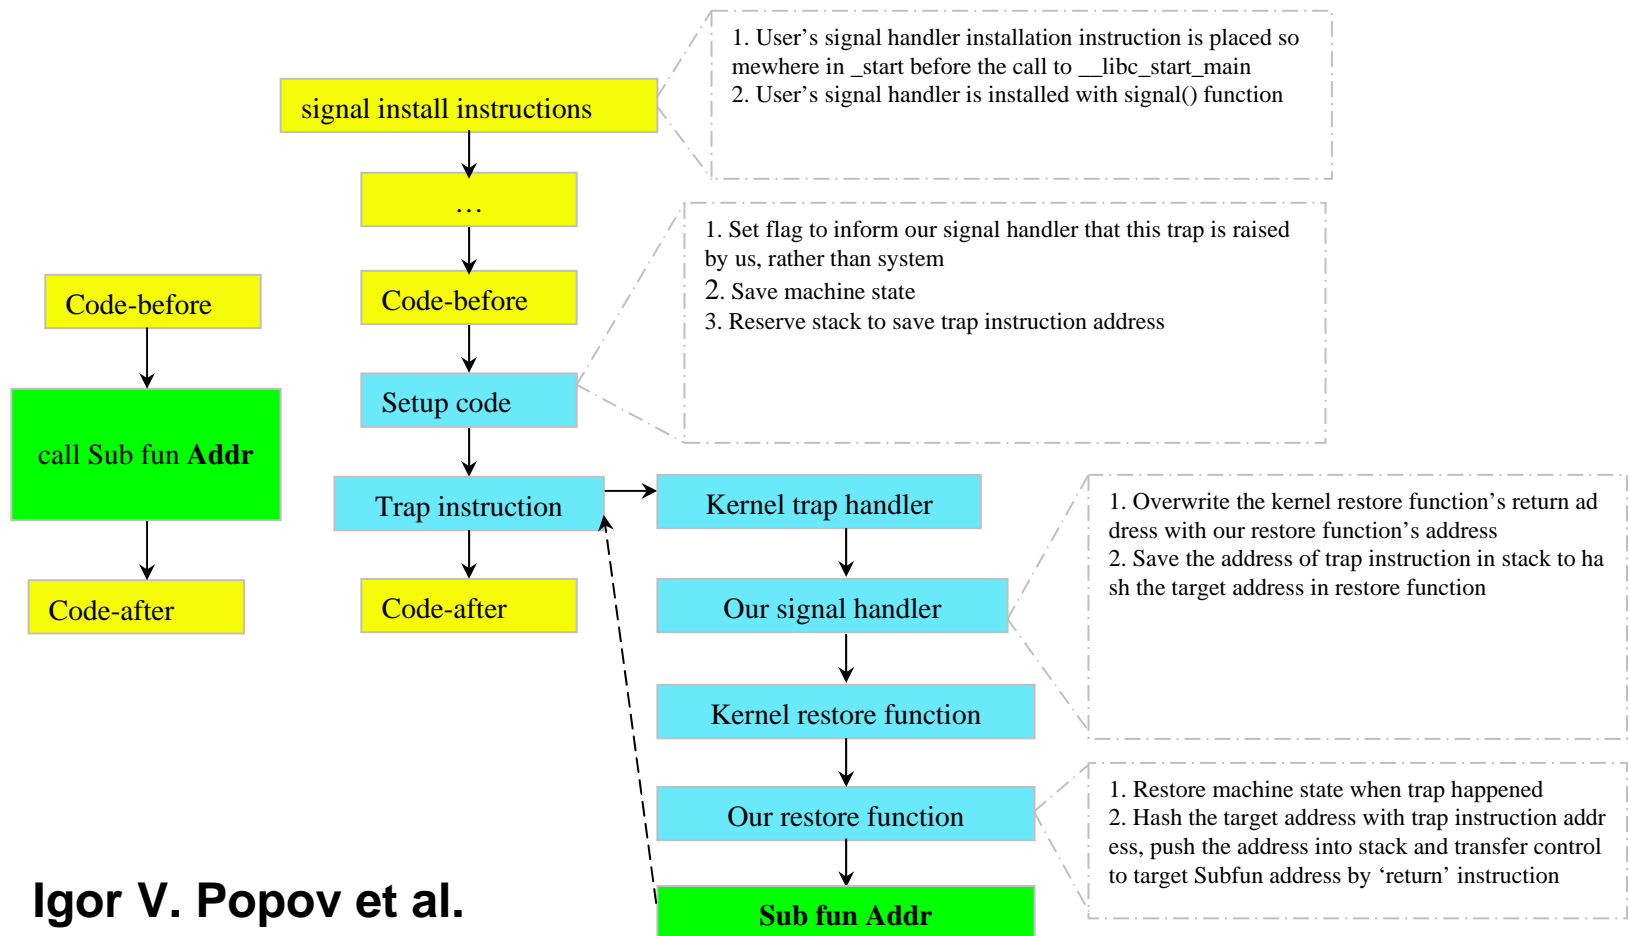 1. User’s signal handler installation instruction is placed so
mewhere in _start before the call to __libc_start_main
2. User’s signal handler is installed with signal() function
signal install instructions
…
1. Set flag to inform our signal handler that this trap is raised
by us, rather than system
2. Save machine state
3. Reserve stack to save trap instruction address
Code-before
Code-before
Setup code
call Sub fun Addr
Trap instruction
Kernel trap handler
1. Overwrite the kernel restore function’s return ad
dress with our restore function’s address
2. Save the address of trap instruction in stack to ha
sh the target address in restore function
Code-after
Code-after
Our signal handler
Kernel restore function
Our restore function
1. Restore machine state when trap happened
2. Hash the target address with trap instruction addr
ess, push the address into stack and transfer control
to target Subfun address by ‘return’ instruction
Igor V. Popov et al.
Sub fun Addr